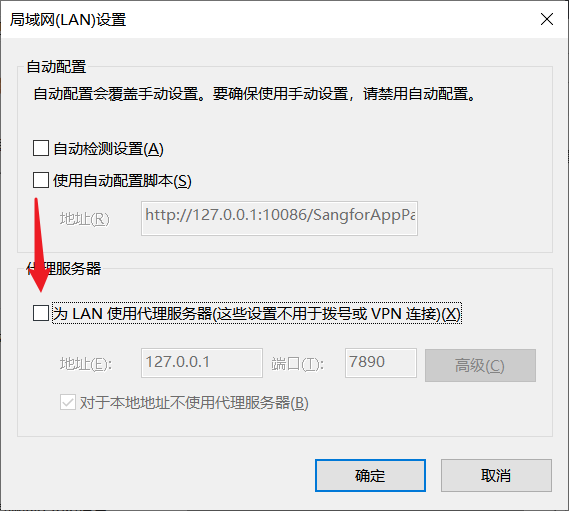 局域网(LAN)设置
自动配置
自动配置会覆盖手动设置。要确保使用手动设置，请禁用自动配置。
自动检测设置(A)
使用自动配置脚本(S)
地址(R) http://127.0.0.1:10086/SangforAppPa
代理服务器
为 LAN 使用代理服务器(这些设置不用于拨号或 VPN 连接)(X)
地址(E): 127.0.0.1 端口(T): 7890 高级(C)
对于本地地址不使用代理服务器(B)
确定 取消